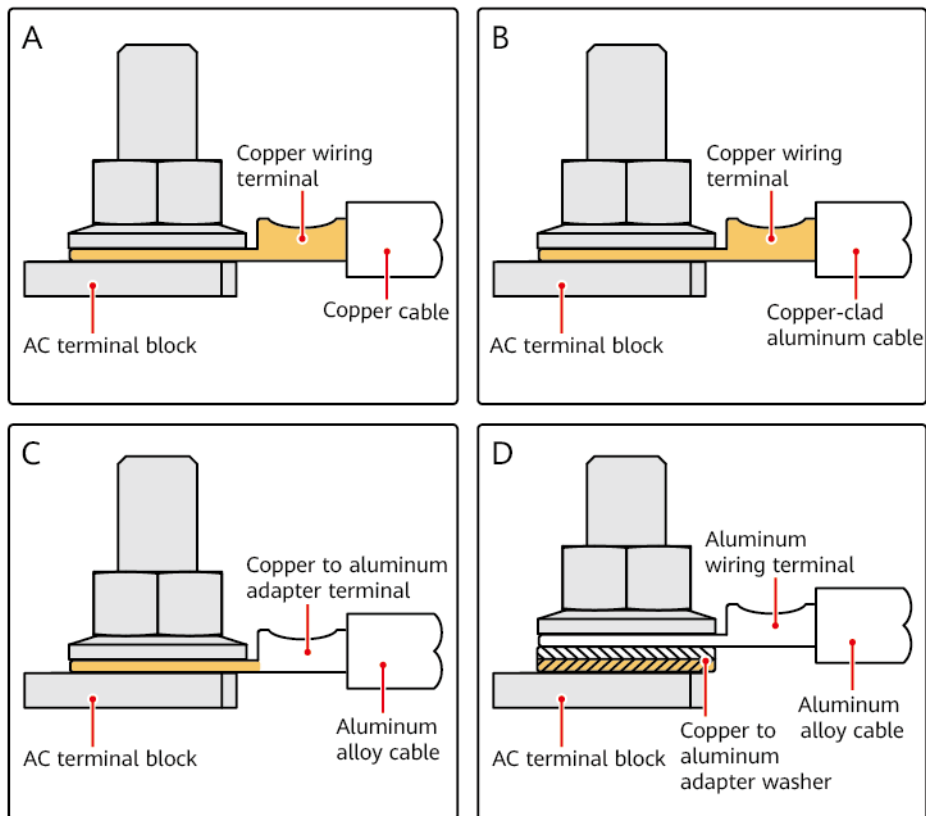 A
Copper wiring
terminal
Copper cable
AC terminal block
B
Copper wiring
terminal
Copper-clad
aluminum cable
AC terminal block
C
Copper to aluminum
adapter terminal
Aluminum
alloy cable
AC terminal block
D
Aluminum
wiring terminal
Aluminum
alloy cable
Copper to
aluminum
adapter washer
AC terminal block